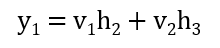 y₁ = v₁h₂ + v₂h₃